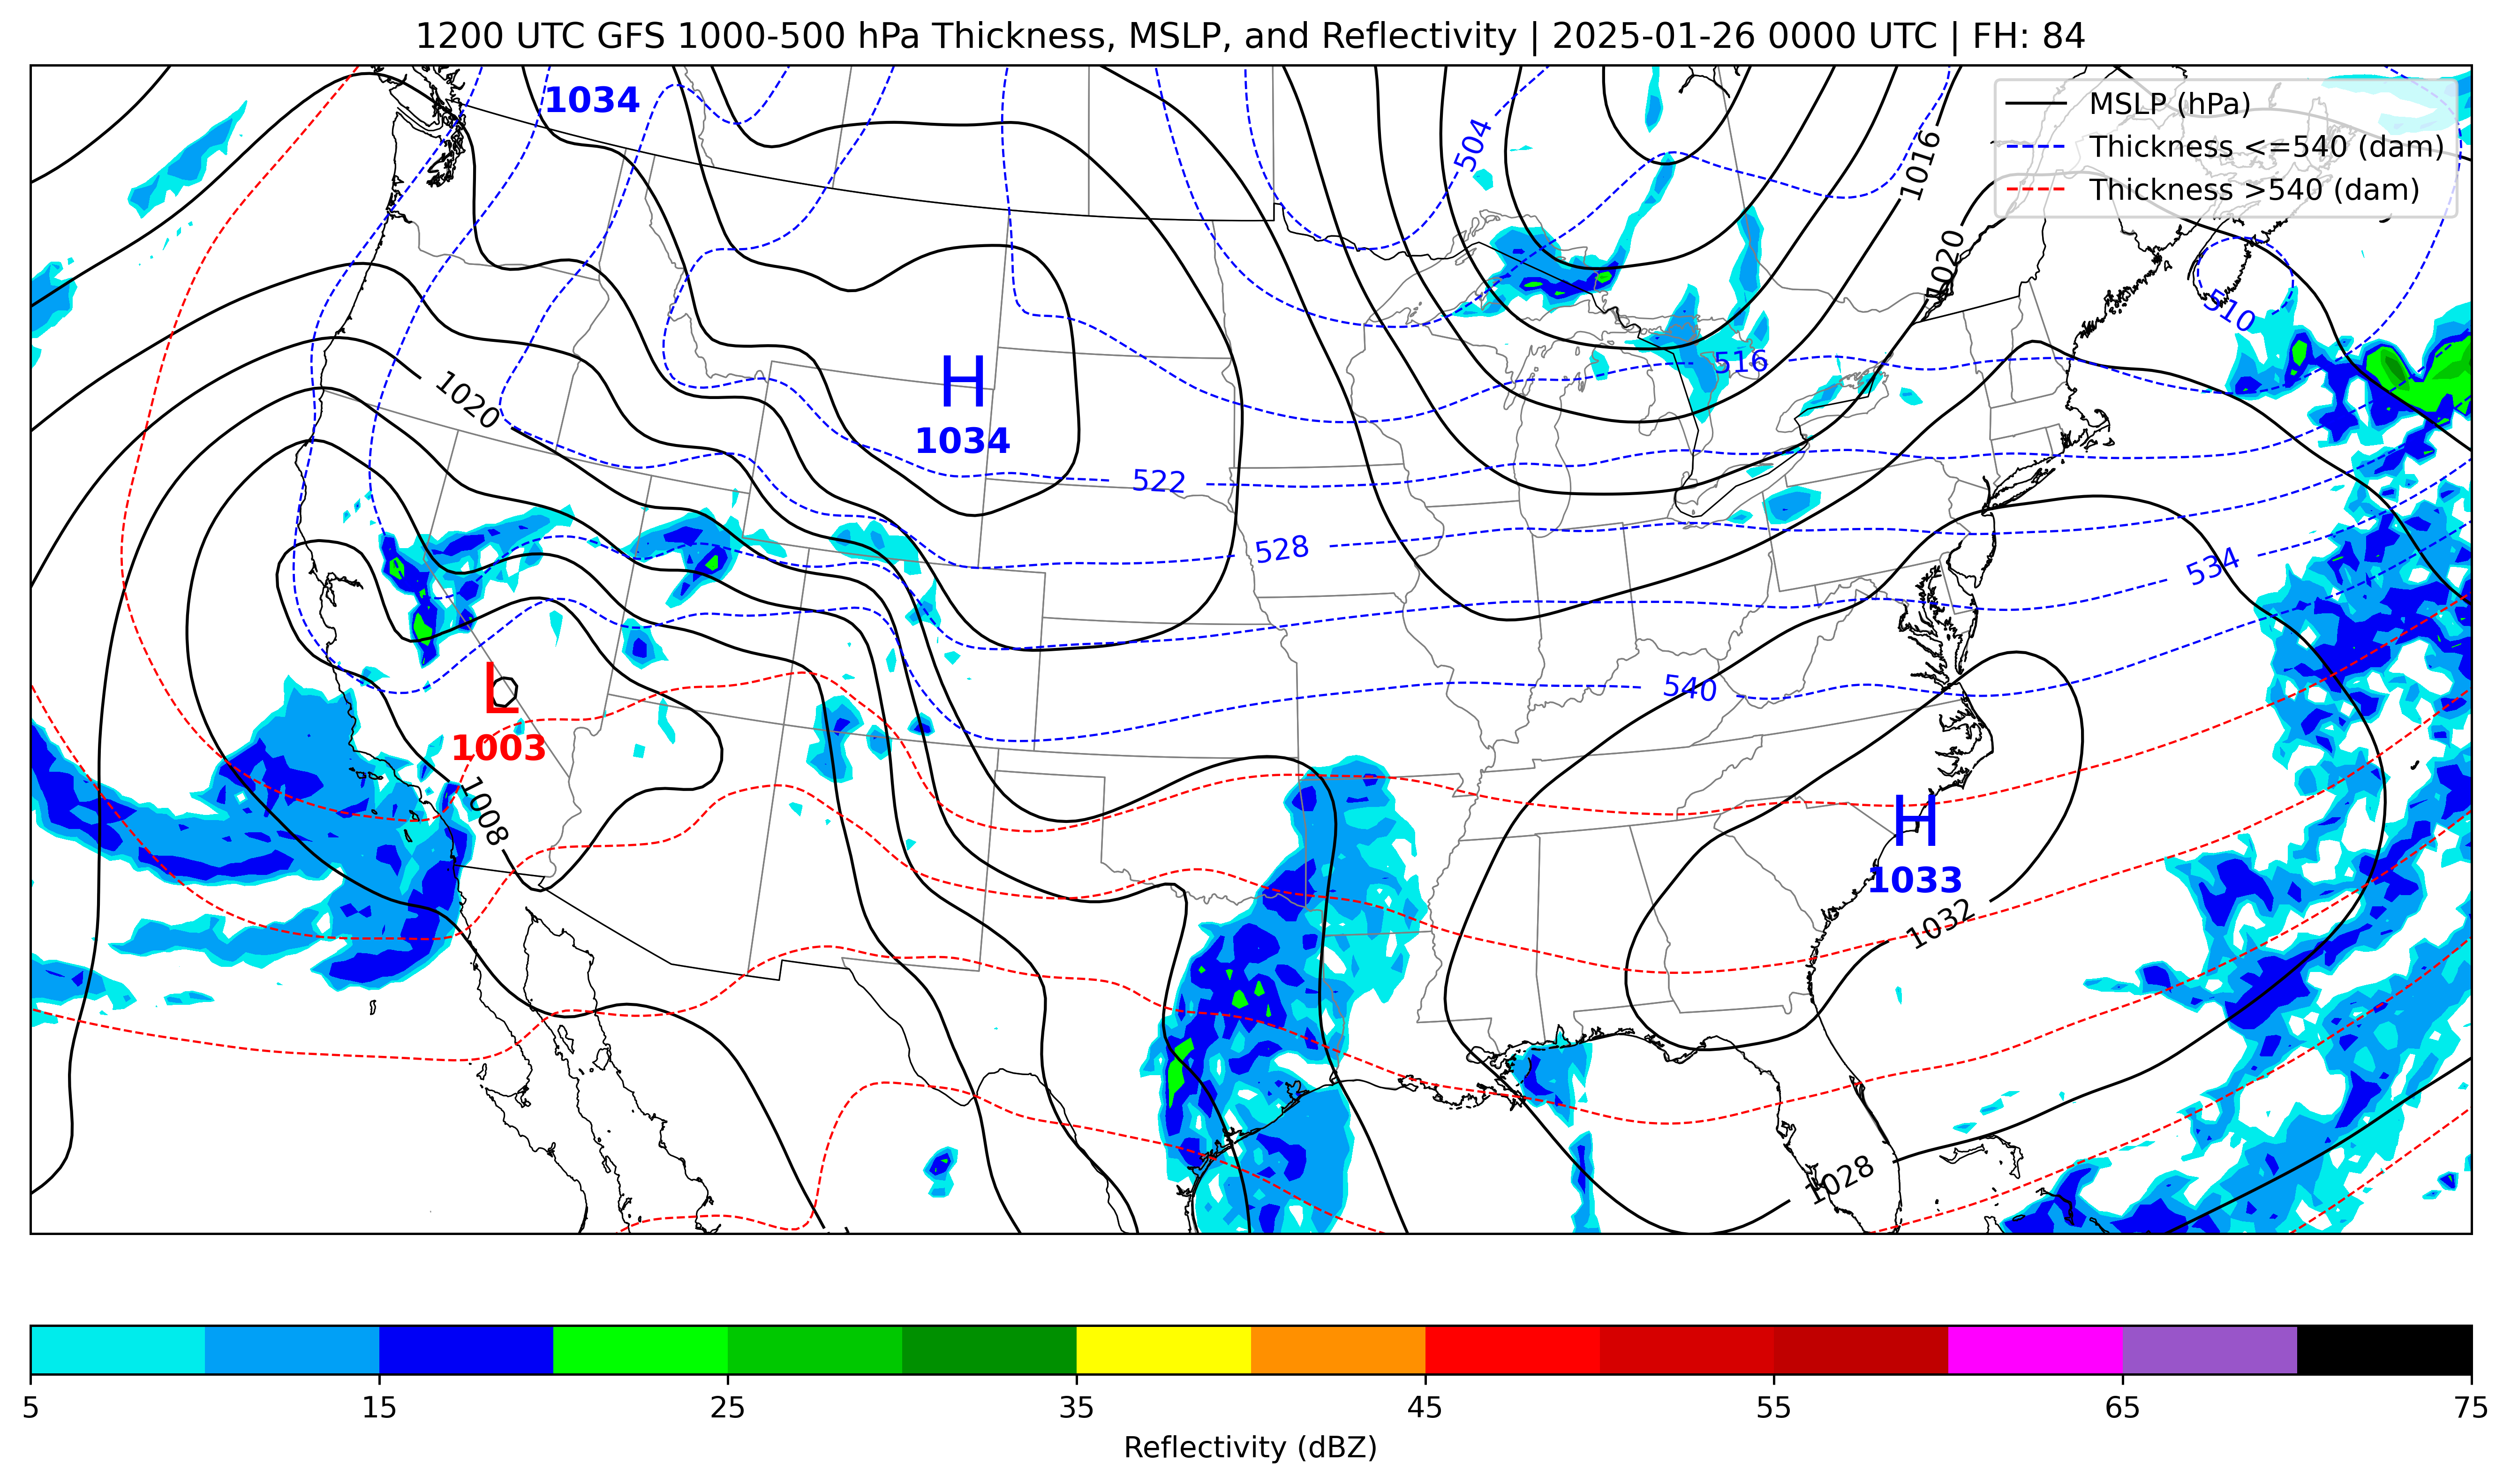 1200 UTC GFS 1000-500 hPa Thickness, MSLP, and Reflectivity | 2025-01-26 0000 UTC | FH: 84
MSLP (hPa)
Thickness <=540 (dam)
Thickness >540 (dam)
1034
504
1016
1020
510
516
H
1034
1020
522
528
534
540
L
1003
1008
H
1033
1032
1028
5 15 25 35 45 55 65 75
Reflectivity (dBZ)